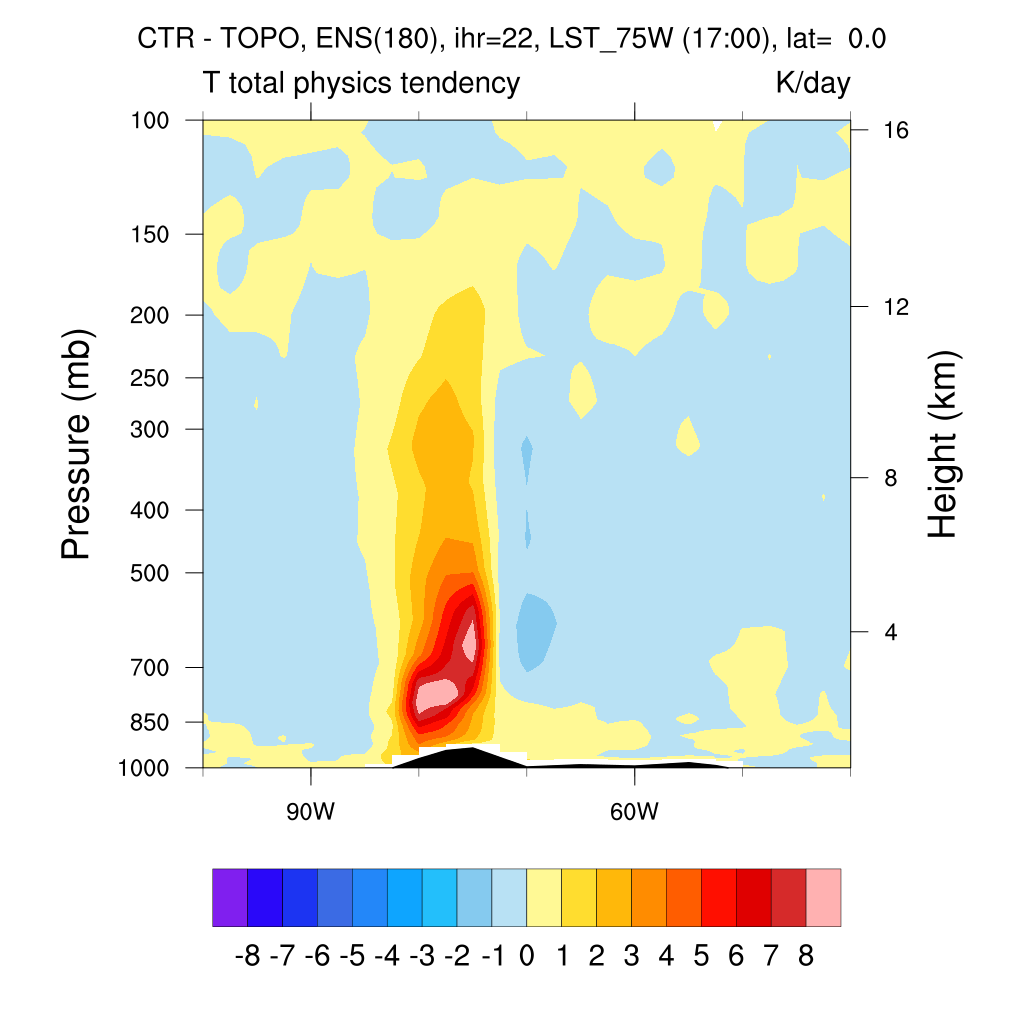 CTR - TOPO, ENS(180), ihr=22, LST_75W (17:00), lat=  0.0
T total physics tendency K/day
100
150
200
250
300
400
500
700
850
1000
Pressure (mb)
16
12
8
4
Height (km)
90W 60W
-8 -7 -6 -5 -4 -3 -2 -1 0 1 2 3 4 5 6 7 8